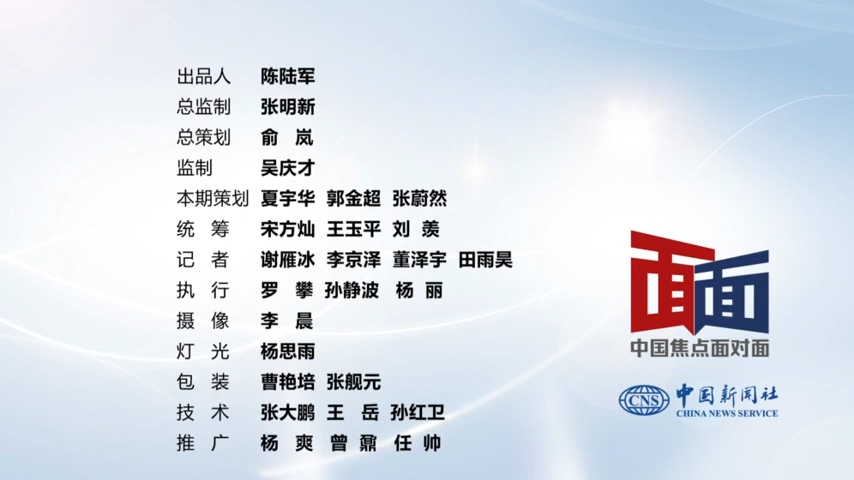 出品人 陈陆军
总监制 张明新
总策划 俞 岚
监制 吴庆才
本期策划 夏宇华 郭金超 张蔚然
统 筹 宋方灿 王玉平 刘 羡
记 者 谢雁冰 李京泽 董泽宇 田雨昊
执 行 罗 攀 孙静波 杨 丽
摄 像 李 晨
灯 光 杨思雨
包 装 曹艳培 张舰元
技 术 张大鹏 王 岳 孙红卫
推 广 杨 爽 曾 鼐 任 帅
面面
中国焦点面对面
CNS 中国新闻社
CHINA NEWS SERVICE